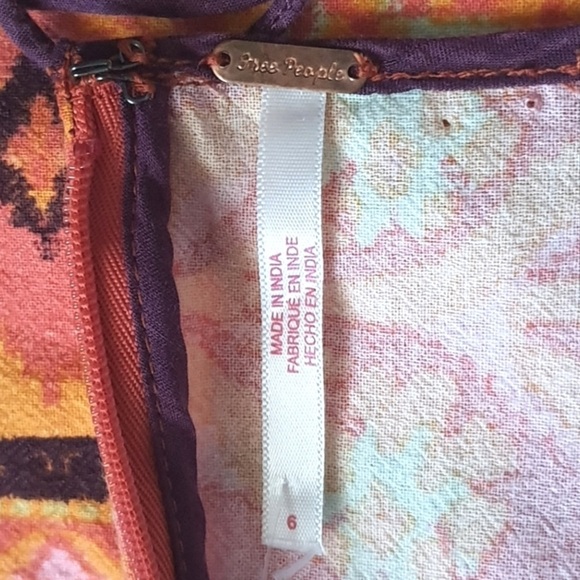 Free People
MADE IN INDIA
FABRIQUÉ EN INDE
HECHO EN INDIA
6